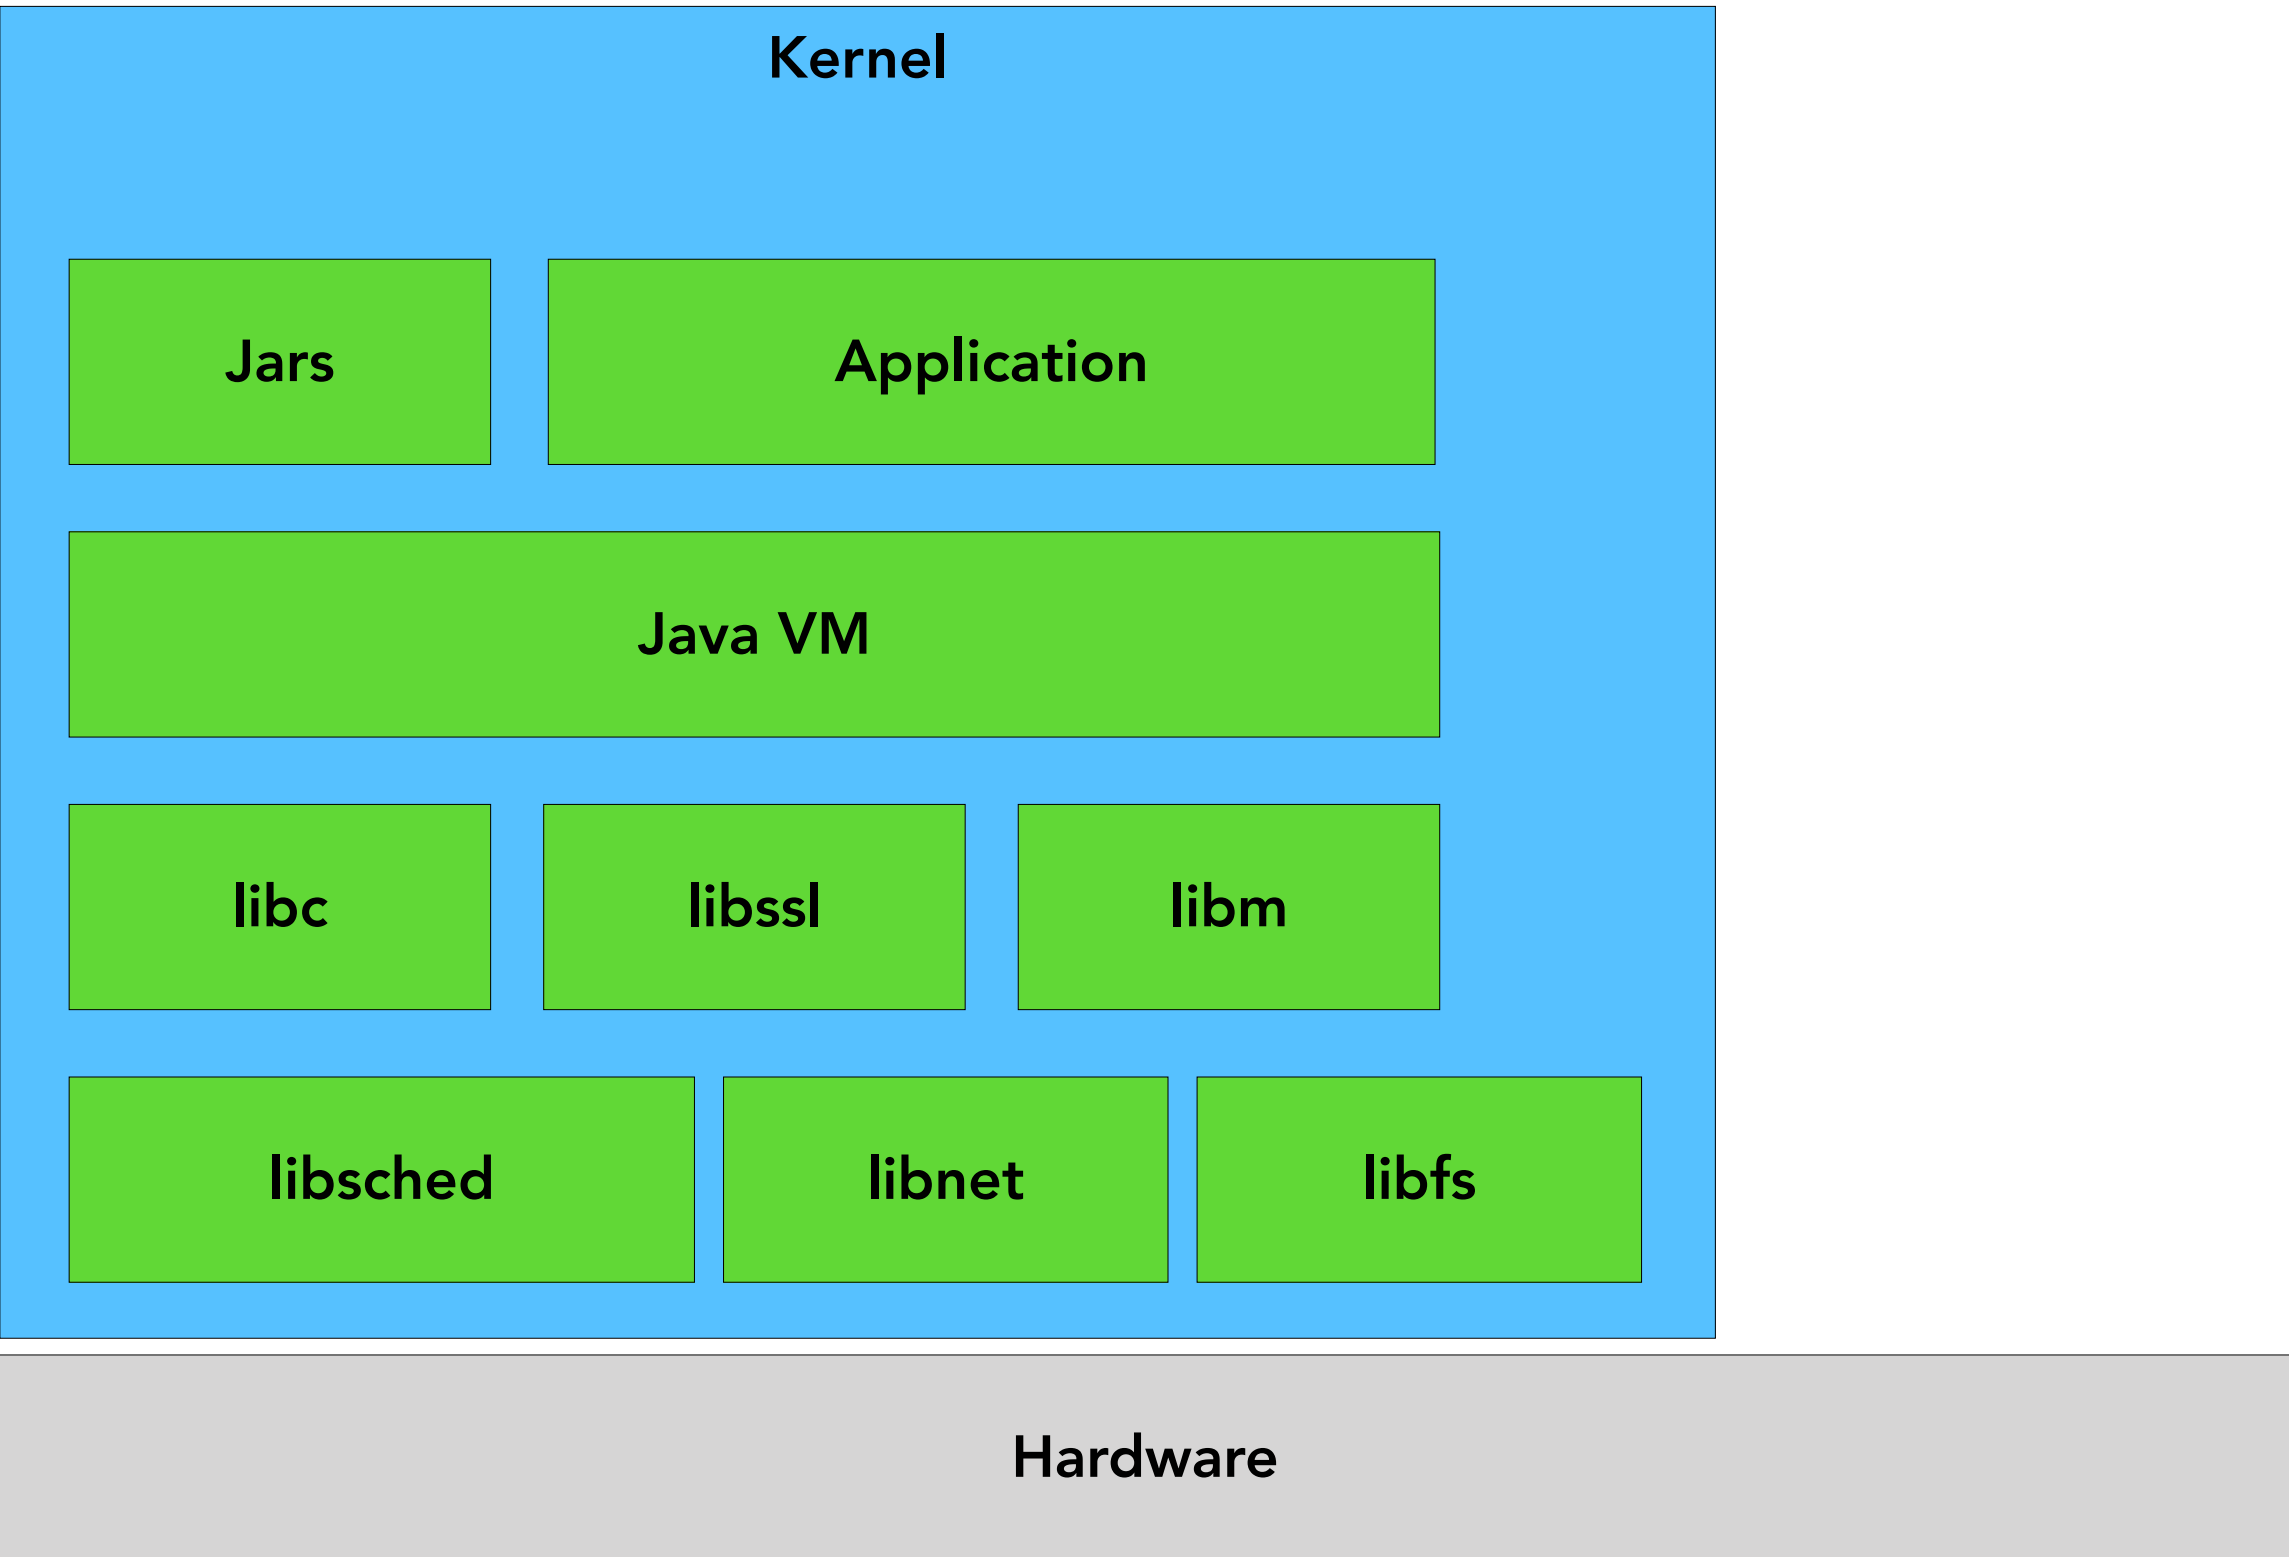 Kernel
Jars
Application
Java VM
libc
libssl
libm
libsched
libnet
libfs
Hardware